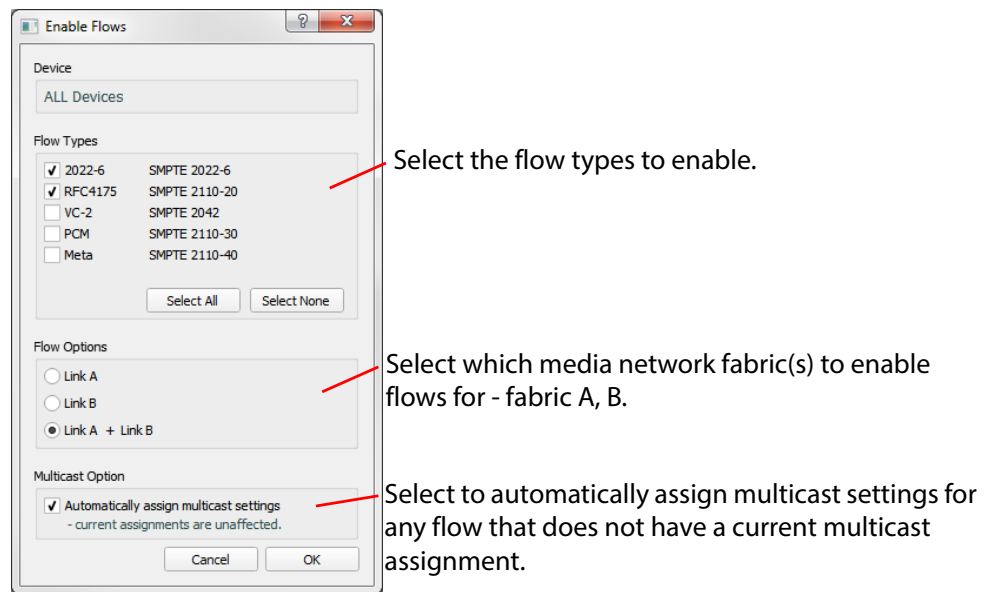 Enable Flows
Device
ALL Devices
Flow Types
2022-6 SMPTE 2022-6
RFC4175 SMPTE 2110-20
VC-2 SMPTE 2042
PCM SMPTE 2110-30
Meta SMPTE 2110-40
Select All Select None
Select the flow types to enable.
Flow Options
Link A
Link B
Link A + Link B
Select which media network fabric(s) to enable
flows for - fabric A, B.
Multicast Option
Automatically assign multicast settings
- current assignments are unaffected.
Cancel OK
Select to automatically assign multicast settings for
any flow that does not have a current multicast
assignment.